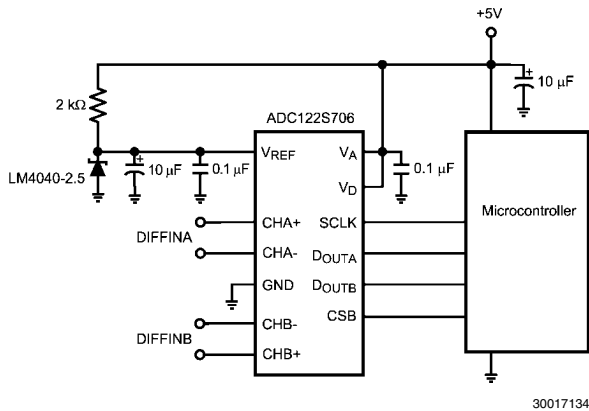 +5V
+
10 µF
2 kΩ
ADC122S706
LM4040-2.5
+
10 µF
0.1 µF
VREF
VA
0.1 µF
VD
Microcontroller
DIFFINA
CHA+
SCLK
CHA-
DOUTA
GND
DOUTB
DIFFINB
CHB-
CSB
CHB+
30017134